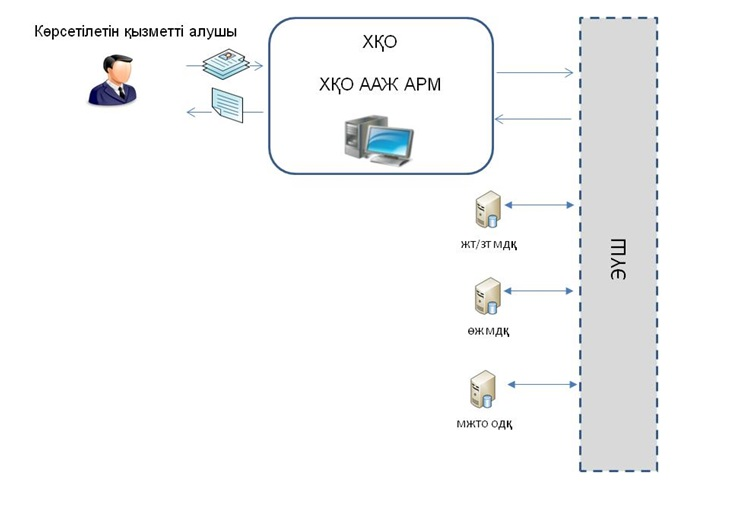 Көрсетілетін қызметті алушы
ХҚО
ХҚО ААЖ АРМ
жт/зт мдқ
ЭҮШ
өж мдқ
мжто одқ